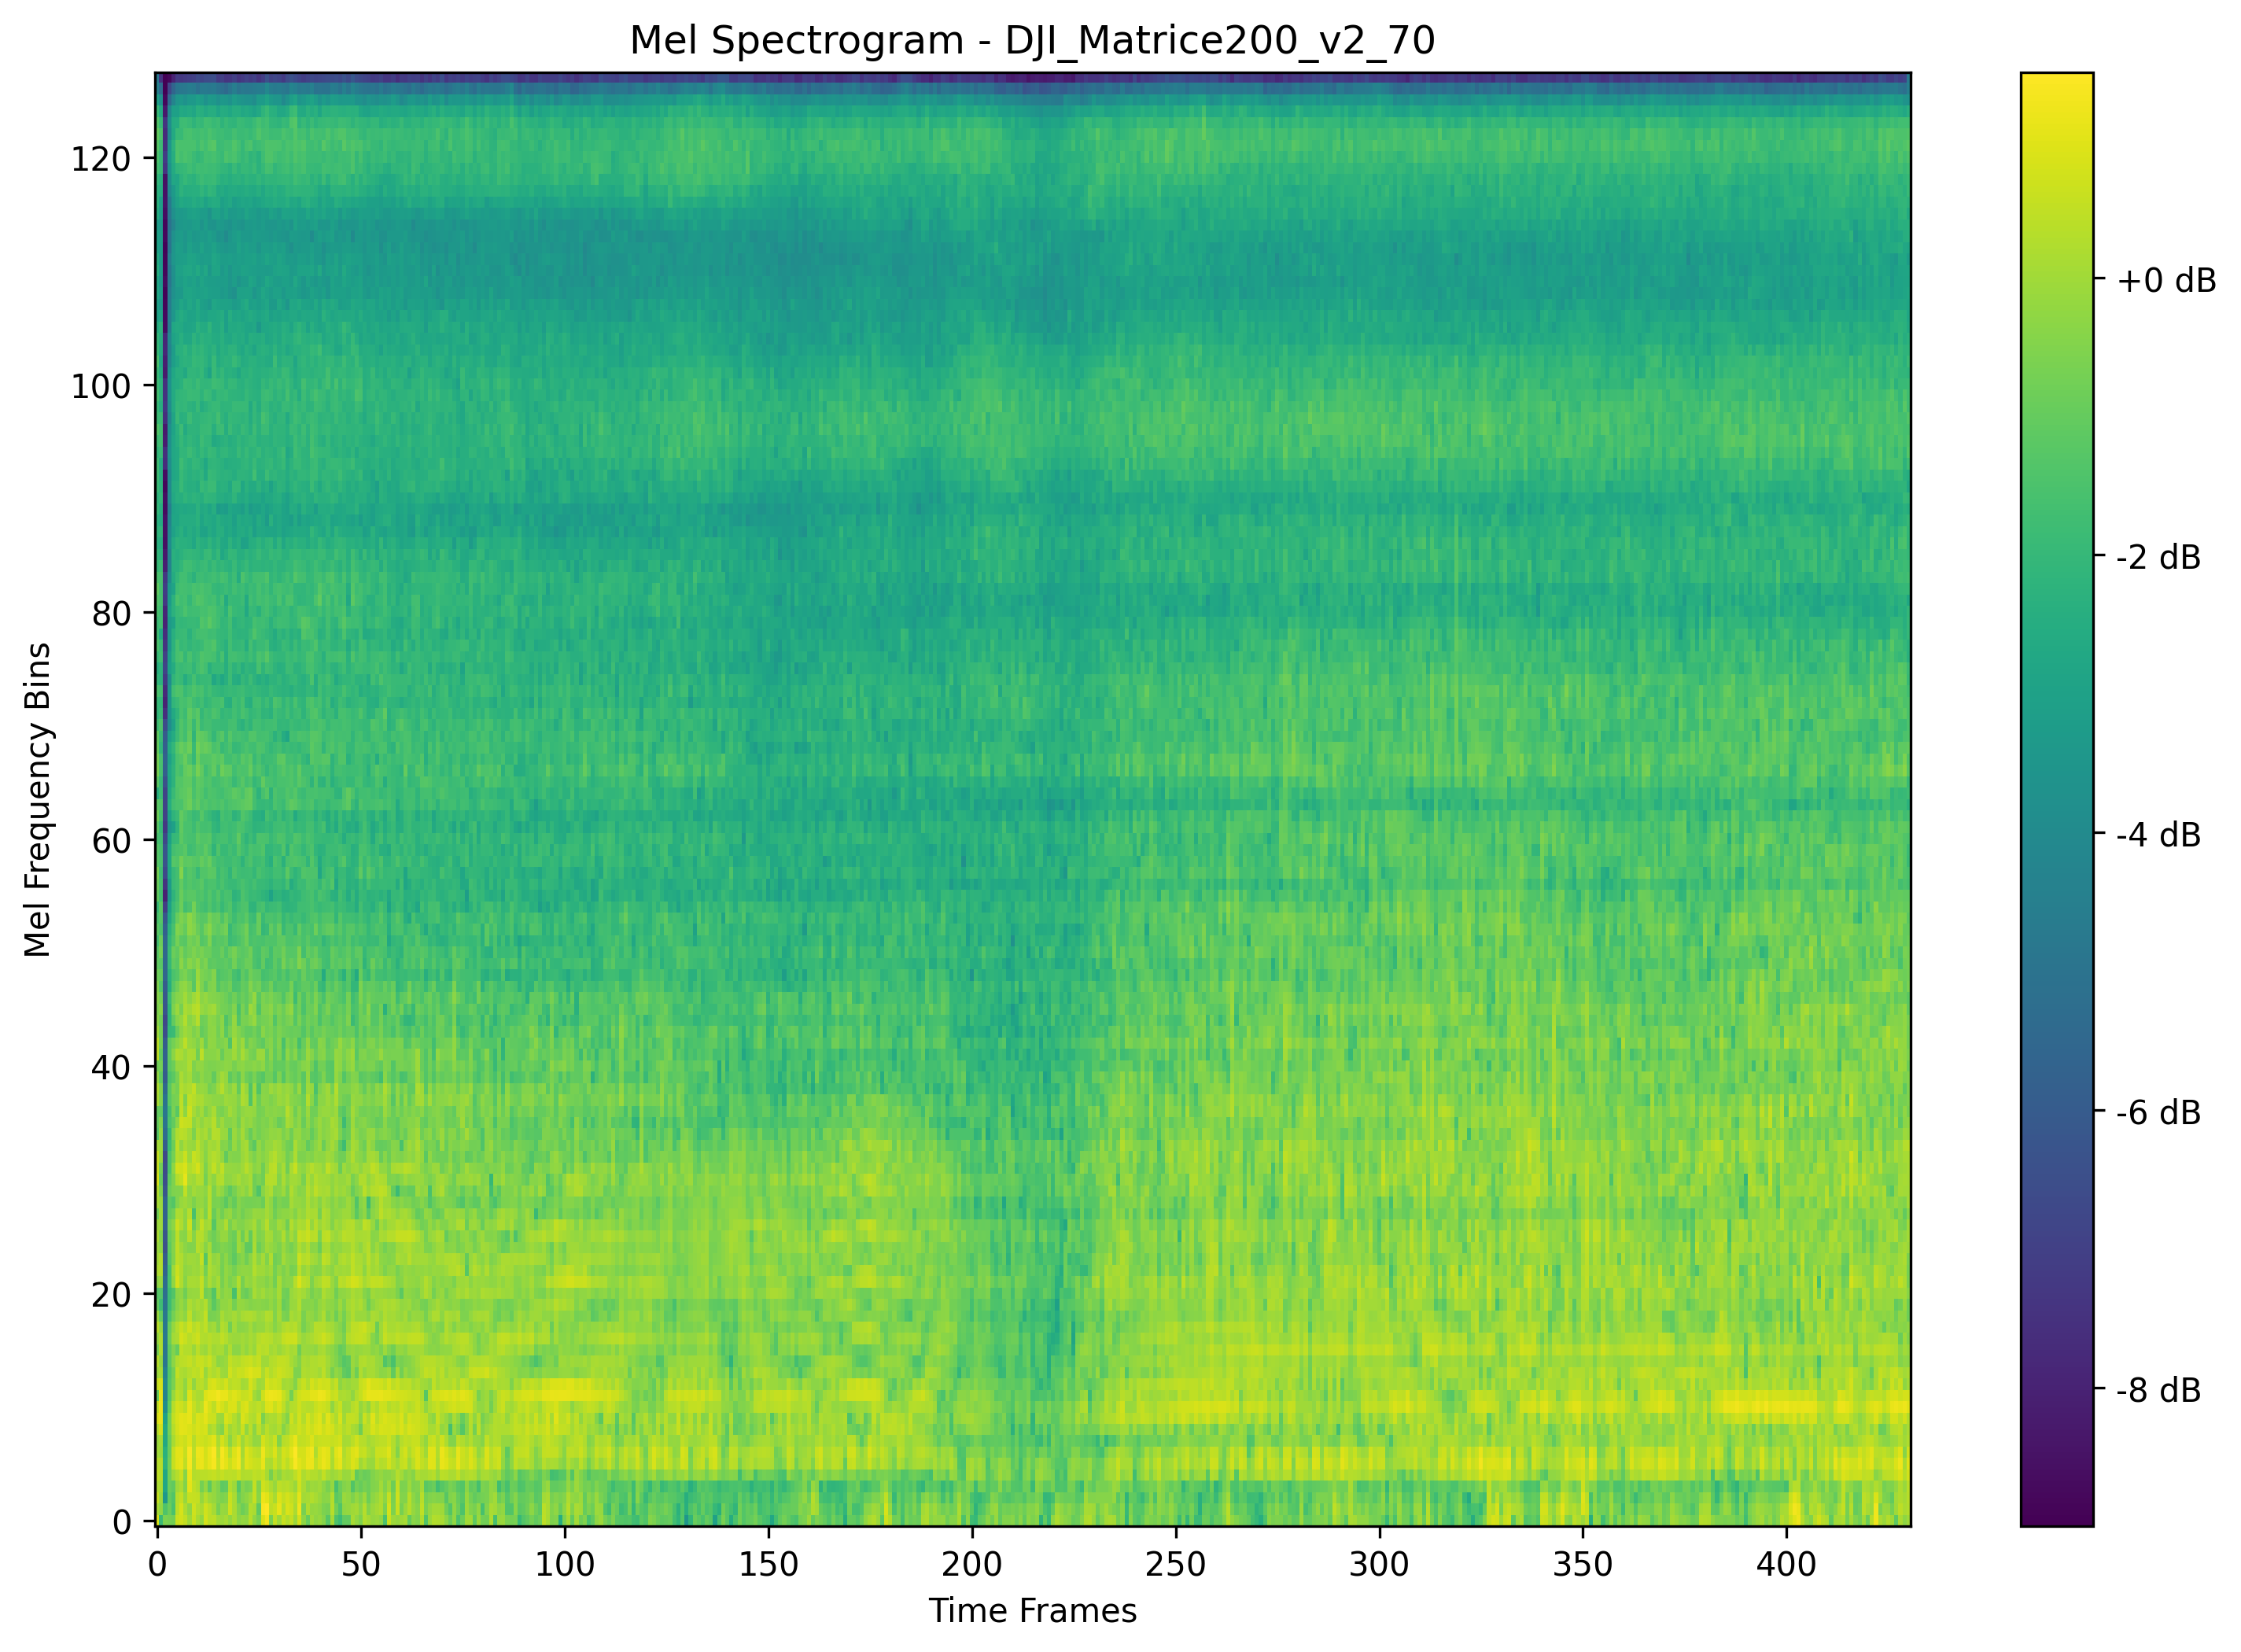 Mel Spectrogram - DJI_Matrice200_v2_70
120
100
80
60
40
20
0
Mel Frequency Bins
0 50 100 150 200 250 300 350 400
Time Frames
+0 dB
-2 dB
-4 dB
-6 dB
-8 dB